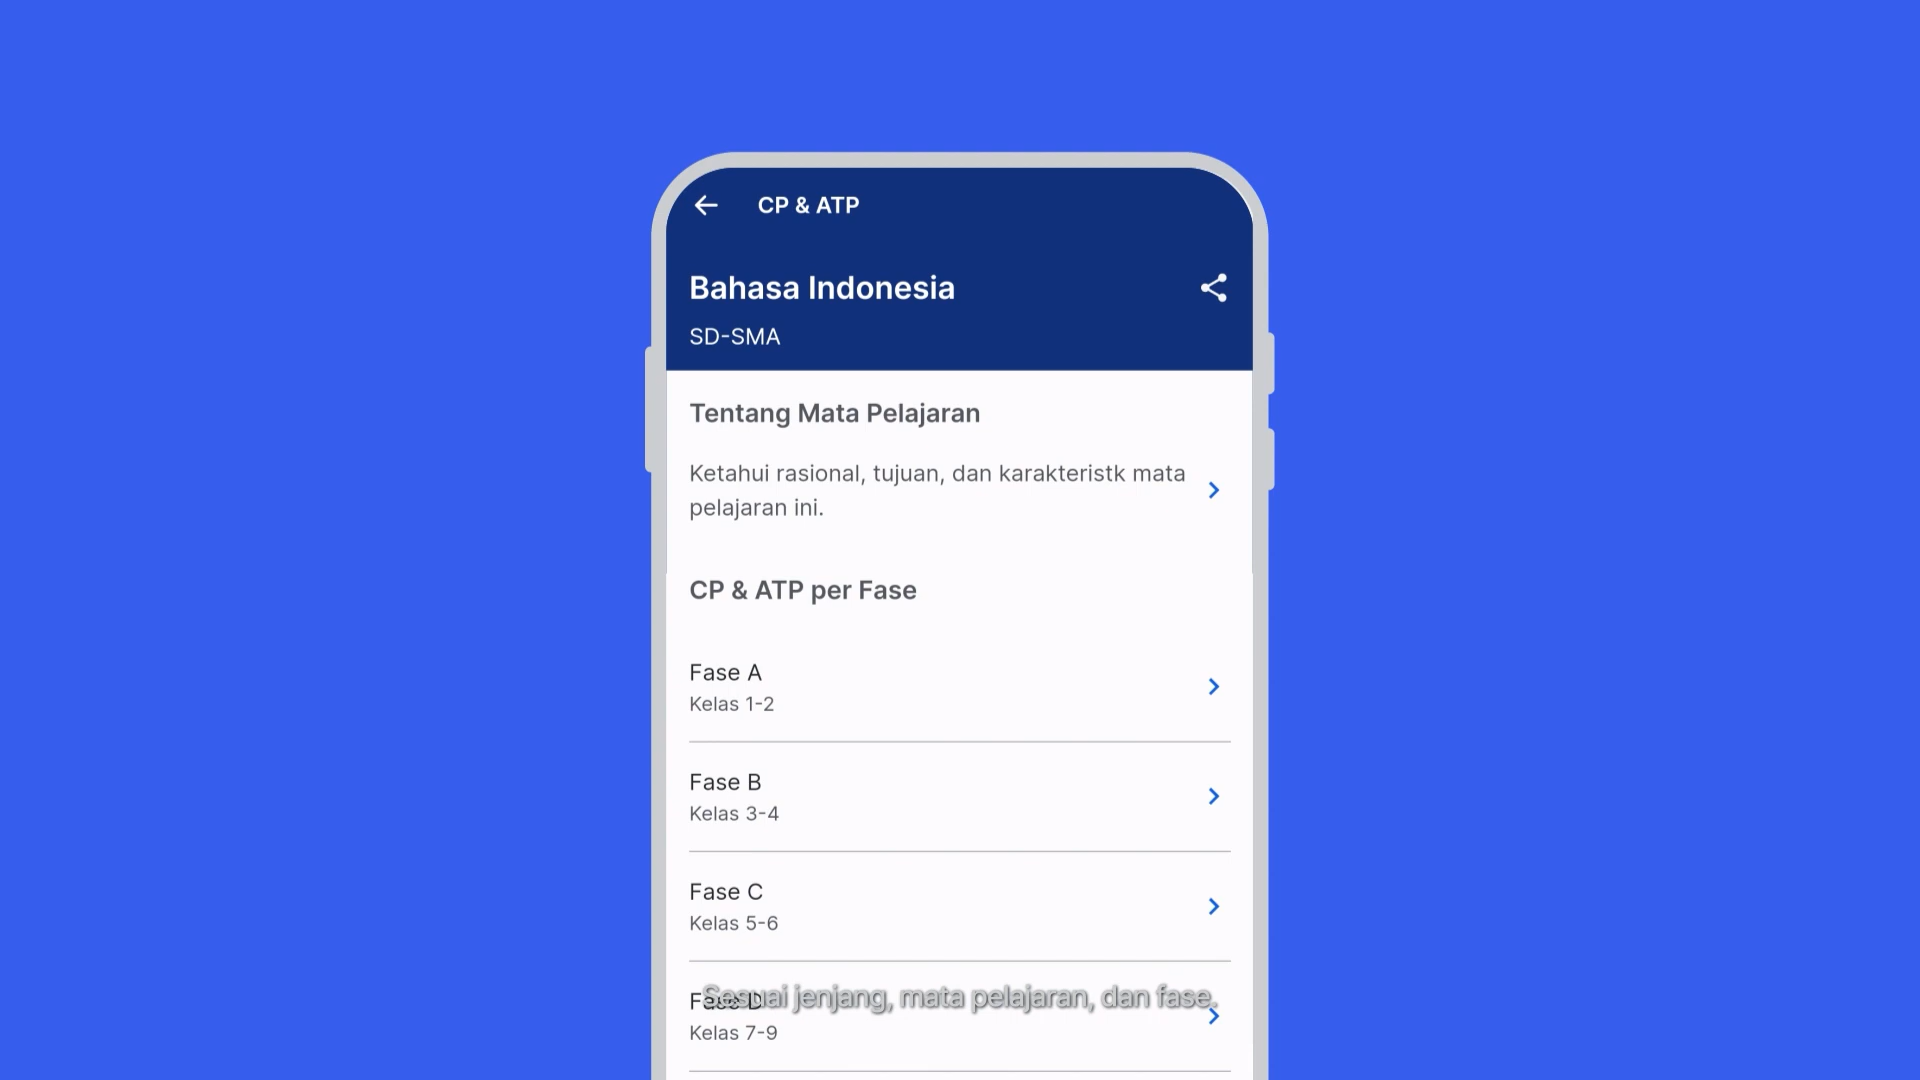 CP & ATP
Bahasa Indonesia
SD-SMA
Tentang Mata Pelajaran
Ketahui rasional, tujuan, dan karakteristk mata
pelajaran ini.
CP & ATP per Fase
Fase A
Kelas 1-2
Fase B
Kelas 3-4
Fase C
Kelas 5-6
Fase D
Sesuai jenjang, mata pelajaran, dan fase.
Kelas 7-9